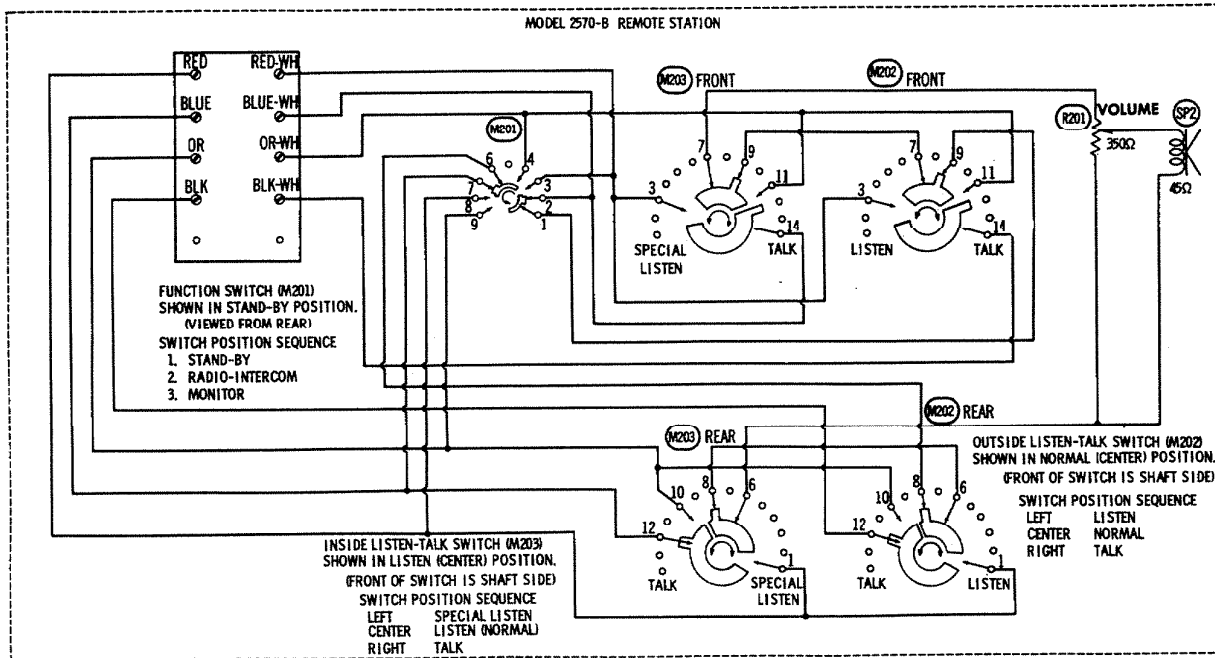 MODEL 2570-B REMOTE STATION
RED RED-WH
BLUE BLUE-WH
OR OR-WH
BLK BLK-WH
M201
6 4
7 3
8 2
9 1
M203 FRONT
7 9
3 11
14
SPECIAL LISTEN
TALK
M202 FRONT
7 9
3 11
14
LISTEN TALK
R201
VOLUME
350Ω
SP2
45Ω
FUNCTION SWITCH (M201)
SHOWN IN STAND-BY POSITION.
(VIEWED FROM REAR)
SWITCH POSITION SEQUENCE
1. STAND-BY
2. RADIO-INTERCOM
3. MONITOR
M203 REAR
8 6
10
12 1
TALK
SPECIAL
LISTEN
M202 REAR
8 6
10
12 1
TALK LISTEN
OUTSIDE LISTEN-TALK SWITCH (M202)
SHOWN IN NORMAL (CENTER) POSITION.
(FRONT OF SWITCH IS SHAFT SIDE)
SWITCH POSITION SEQUENCE
LEFT LISTEN
CENTER NORMAL
RIGHT TALK
INSIDE LISTEN-TALK SWITCH (M203)
SHOWN IN LISTEN (CENTER) POSITION.
(FRONT OF SWITCH IS SHAFT SIDE)
SWITCH POSITION SEQUENCE
LEFT SPECIAL LISTEN
CENTER LISTEN (NORMAL)
RIGHT TALK